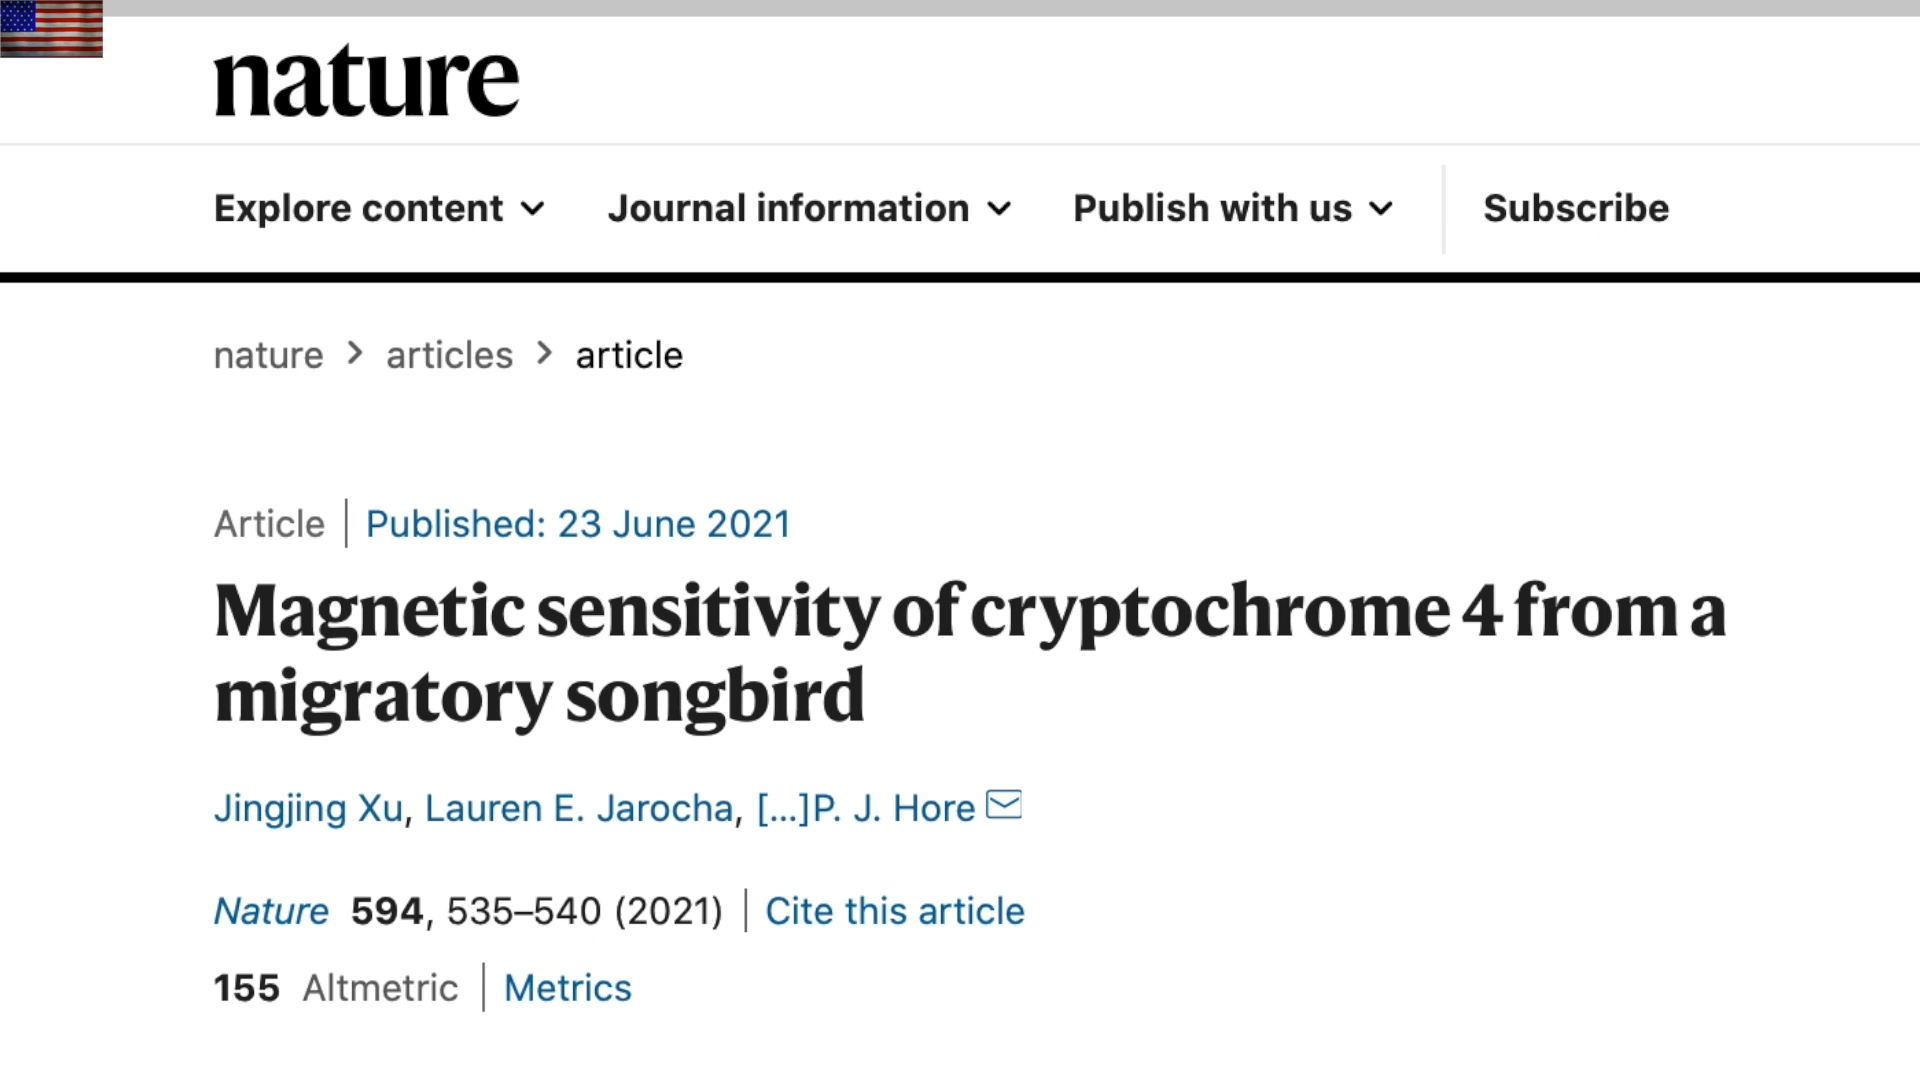 nature
Explore content Journal information Publish with us Subscribe
nature > articles > article
Article | Published: 23 June 2021
Magnetic sensitivity of cryptochrome 4 from a
migratory songbird
Jingjing Xu, Lauren E. Jarocha, [...]P. J. Hore
Nature 594, 535–540 (2021) | Cite this article
155 Altmetric | Metrics